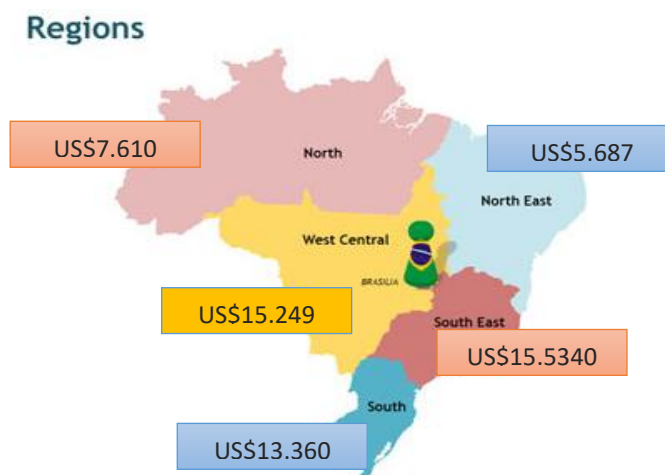 Regions
US$7.610
North
US$5.687
North East
West Central
BRASILIA
US$15.249
South East
US$15.5340
South
US$13.360